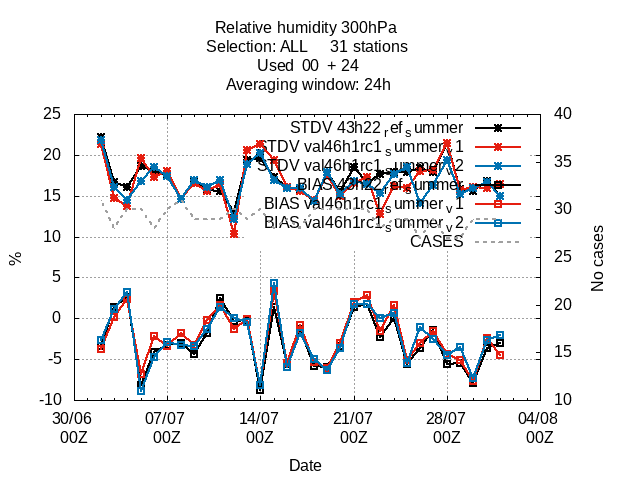 Relative humidity 300hPa
Selection: ALL 31 stations
Used 00 + 24
Averaging window: 24h
25
20
15
10
5
0
-5
-10
40
35
30
25
20
15
10
%
No cases
STDV 43h22_ref_summer
STDV val46h1rc1_summer_v1
STDV val46h1rc1_summer_v2
BIAS 43h22_ref_summer
BIAS val46h1rc1_summer_v1
BIAS val46h1rc1_summer_v2
CASES
30/06 07/07 14/07 21/07 28/07 04/08
00Z 00Z 00Z 00Z 00Z 00Z
Date